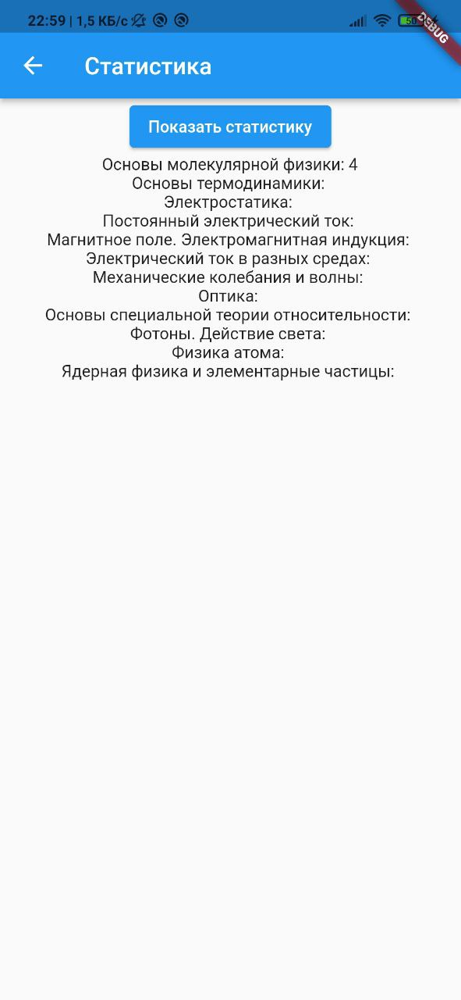 22:59 | 1,5 КБ/с
50
DEBUG
Статистика
Показать статистику
Основы молекулярной физики: 4
Основы термодинамики:
Электростатика:
Постоянный электрический ток:
Магнитное поле. Электромагнитная индукция:
Электрический ток в разных средах:
Механические колебания и волны:
Оптика:
Основы специальной теории относительности:
Фотоны. Действие света:
Физика атома:
Ядерная физика и элементарные частицы: